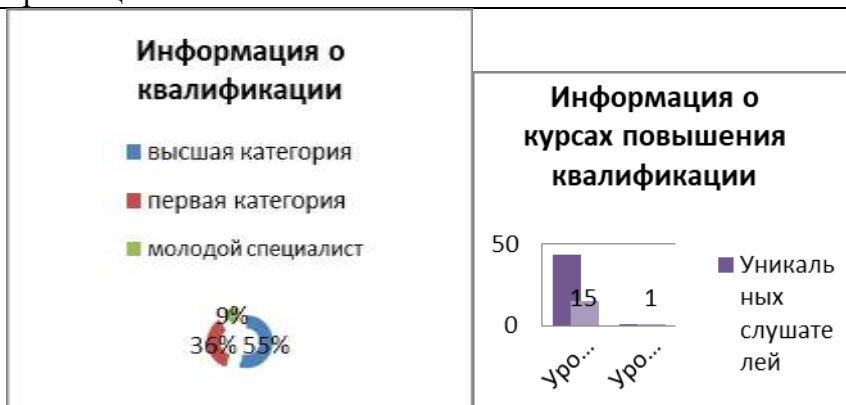 Информация о
квалификации
высшая категория
первая категория
молодой специалист
9%
36% 55%
Информация о
курсах повышения
квалификации
50
0
15 1
Уро... Уро...
Уникаль
ных
слушате
лей